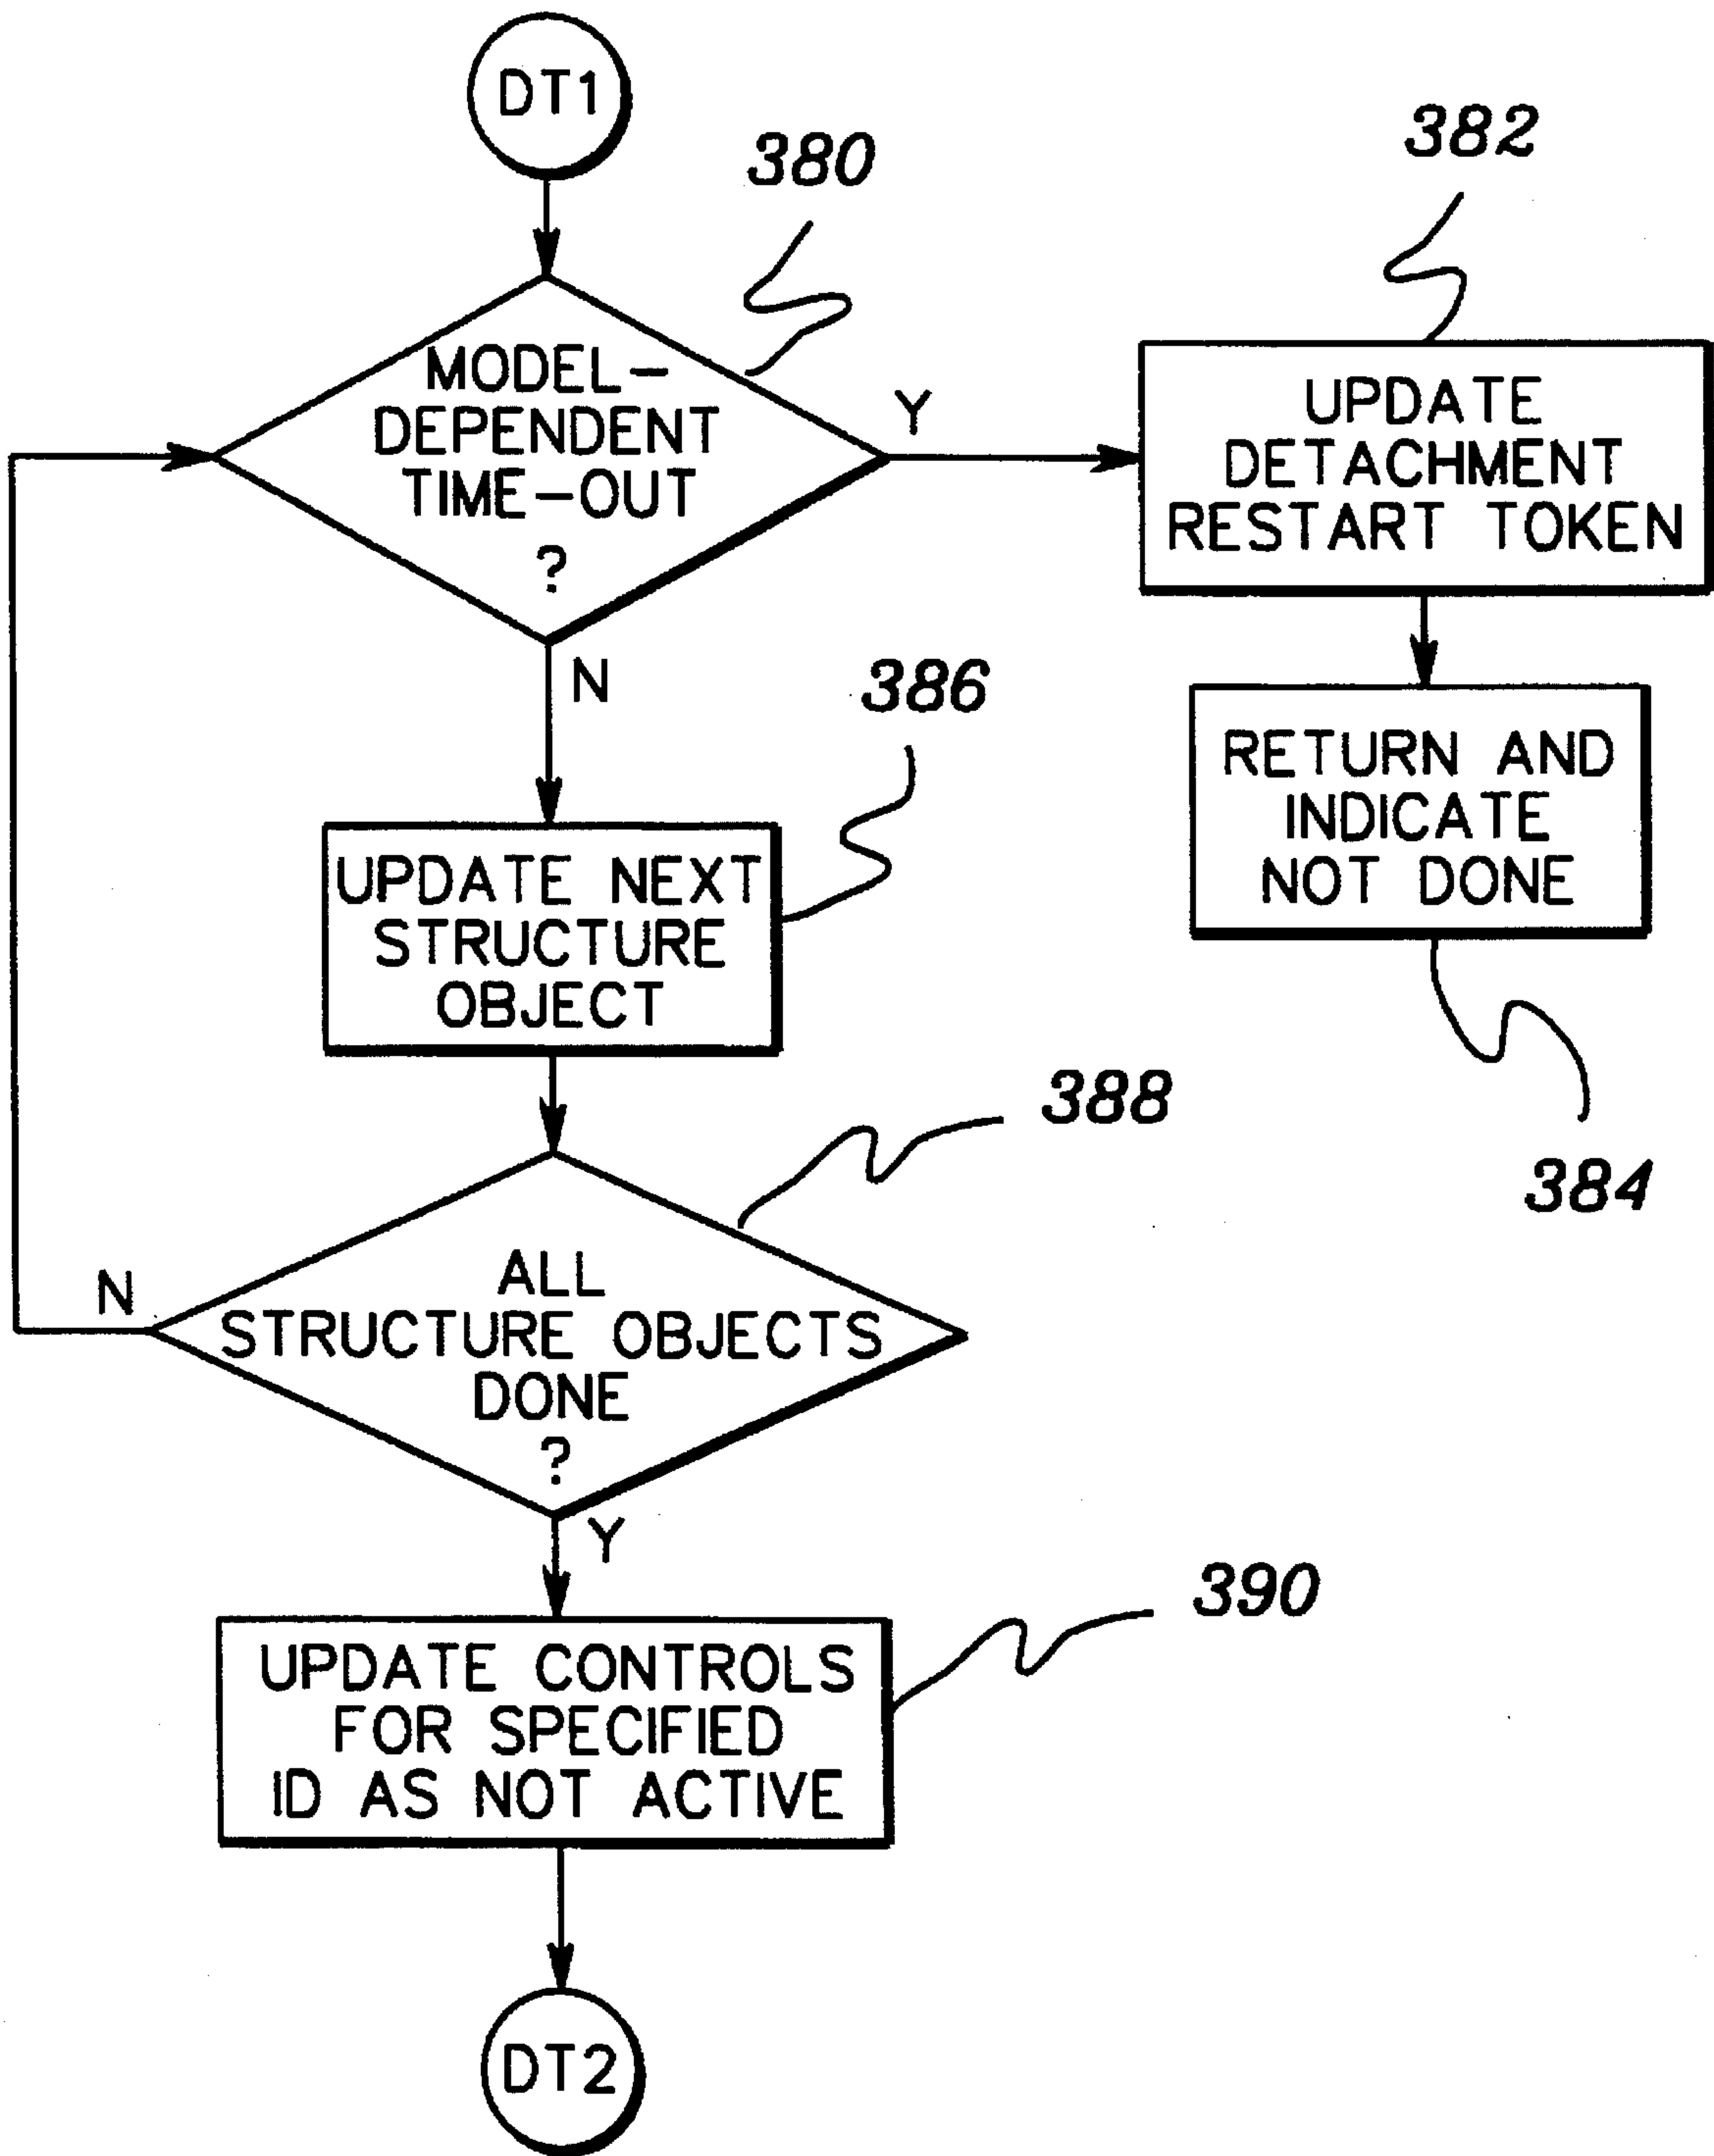 DT1
380
382
MODEL-
DEPENDENT
TIME-OUT
?
Y
UPDATE
DETACHMENT
RESTART TOKEN
N
386
RETURN AND
INDICATE
NOT DONE
384
UPDATE NEXT
STRUCTURE
OBJECT
388
N
ALL
STRUCTURE OBJECTS
DONE
?
Y
390
UPDATE CONTROLS
FOR SPECIFIED
ID AS NOT ACTIVE
DT2